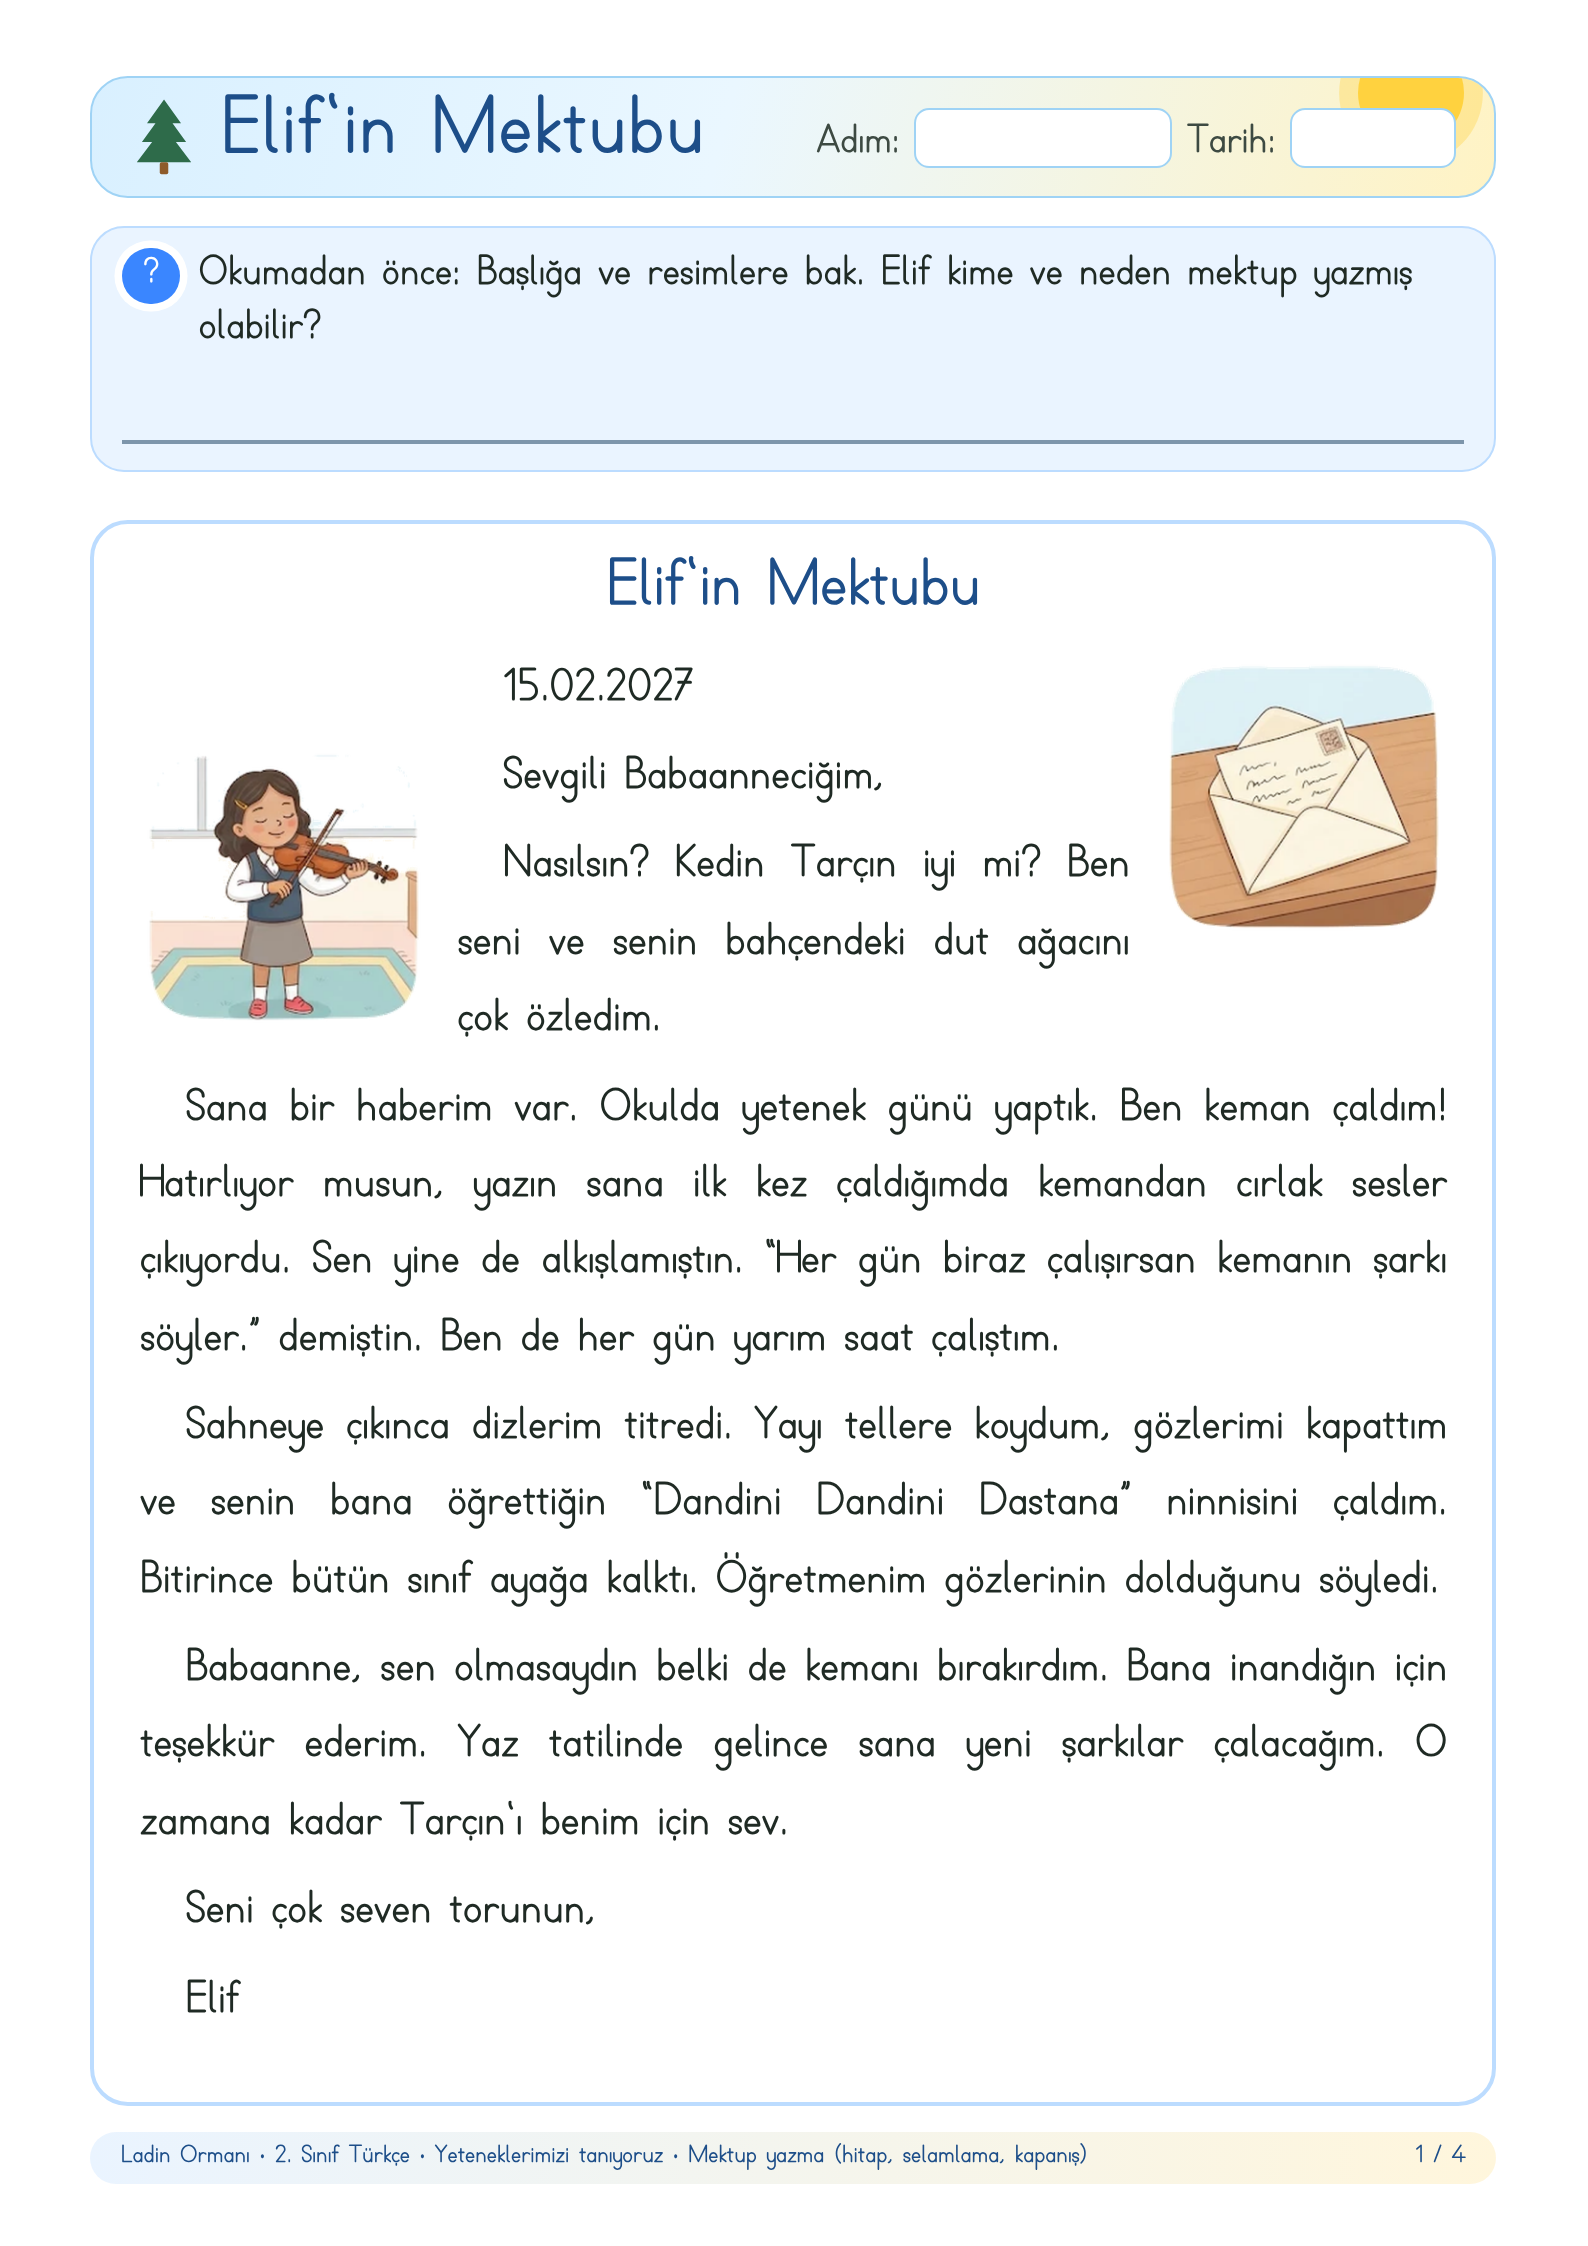 Elif'in Mektubu
Adım:
Tarih:
?
Okumadan önce: Başlığa ve resimlere bak. Elif kime ve neden mektup yazmış
olabilir?
Elif'in Mektubu
15.02.2027
Sevgili Babaanneciğim,
Nasılsın? Kedin Tarçın iyi mi? Ben
seni ve senin bahçendeki dut ağacını
çok özledim.
Sana bir haberim var. Okulda yetenek günü yaptık. Ben keman çaldım!
Hatırlıyor musun, yazın sana ilk kez çaldığımda kemandan cırlak sesler
çıkıyordu. Sen yine de alkışlamıştın. “Her gün biraz çalışırsan kemanın şarkı
söyler.” demiştin. Ben de her gün yarım saat çalıştım.
Sahneye çıkınca dizlerim titredi. Yayı tellere koydum, gözlerimi kapattım
ve senin bana öğrettiğin “Dandini Dandini Dastana” ninnisini çaldım.
Bitirince bütün sınıf ayağa kalktı. Öğretmenim gözlerinin dolduğunu söyledi.
Babaanne, sen olmasaydın belki de kemanı bırakırdım. Bana inandığın için
teşekkür ederim. Yaz tatilinde gelince sana yeni şarkılar çalacağım. O
zamana kadar Tarçın'ı benim için sev.
Seni çok seven torunun,
Elif
Ladin Ormanı • 2. Sınıf Türkçe • Yeteneklerimizi tanıyoruz • Mektup yazma (hitap, selamlama, kapanış)
1 / 4